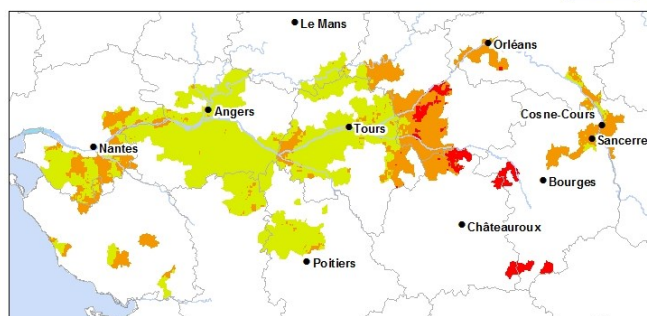 Le Mans
Orléans
Angers
Cosne-Cours
Tours
Sancerre
Nantes
Bourges
Châteauroux
Poitiers